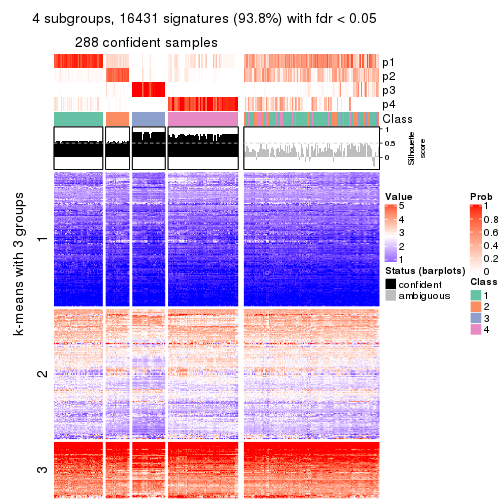 4 subgroups, 16431 signatures (93.8%) with fdr < 0.05
288 confident samples
p1
p2
p3
p4
Class
1
0.5
0
Silhouette
score
k-means with 3 groups
1
2
3
Value
5
4
3
2
1
Status (barplots)
confident
ambiguous
Prob
1
0.8
0.6
0.4
0.2
0
Class
1
2
3
4